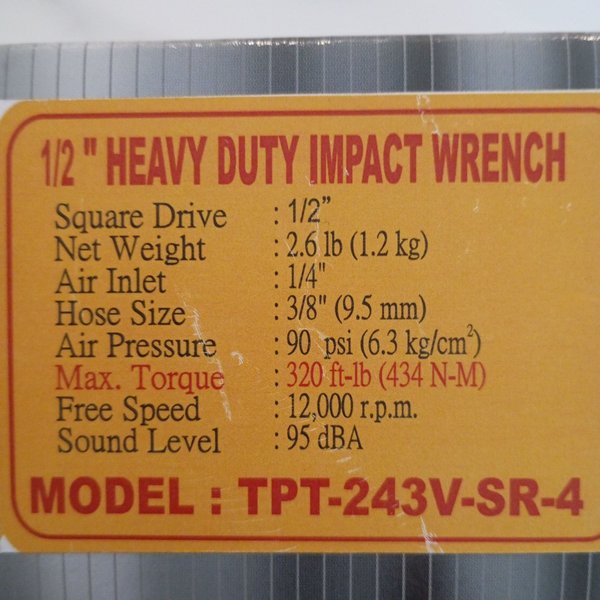 1/2 " HEAVY DUTY IMPACT WRENCH
Square Drive : 1/2”
Net Weight : 2.6 lb (1.2 kg)
Air Inlet : 1/4"
Hose Size : 3/8" (9.5 mm)
Air Pressure : 90 psi (6.3 kg/cm²)
Max. Torque : 320 ft-lb (434 N-M)
Free Speed : 12,000 r.p.m.
Sound Level : 95 dBA
MODEL : TPT-243V-SR-4